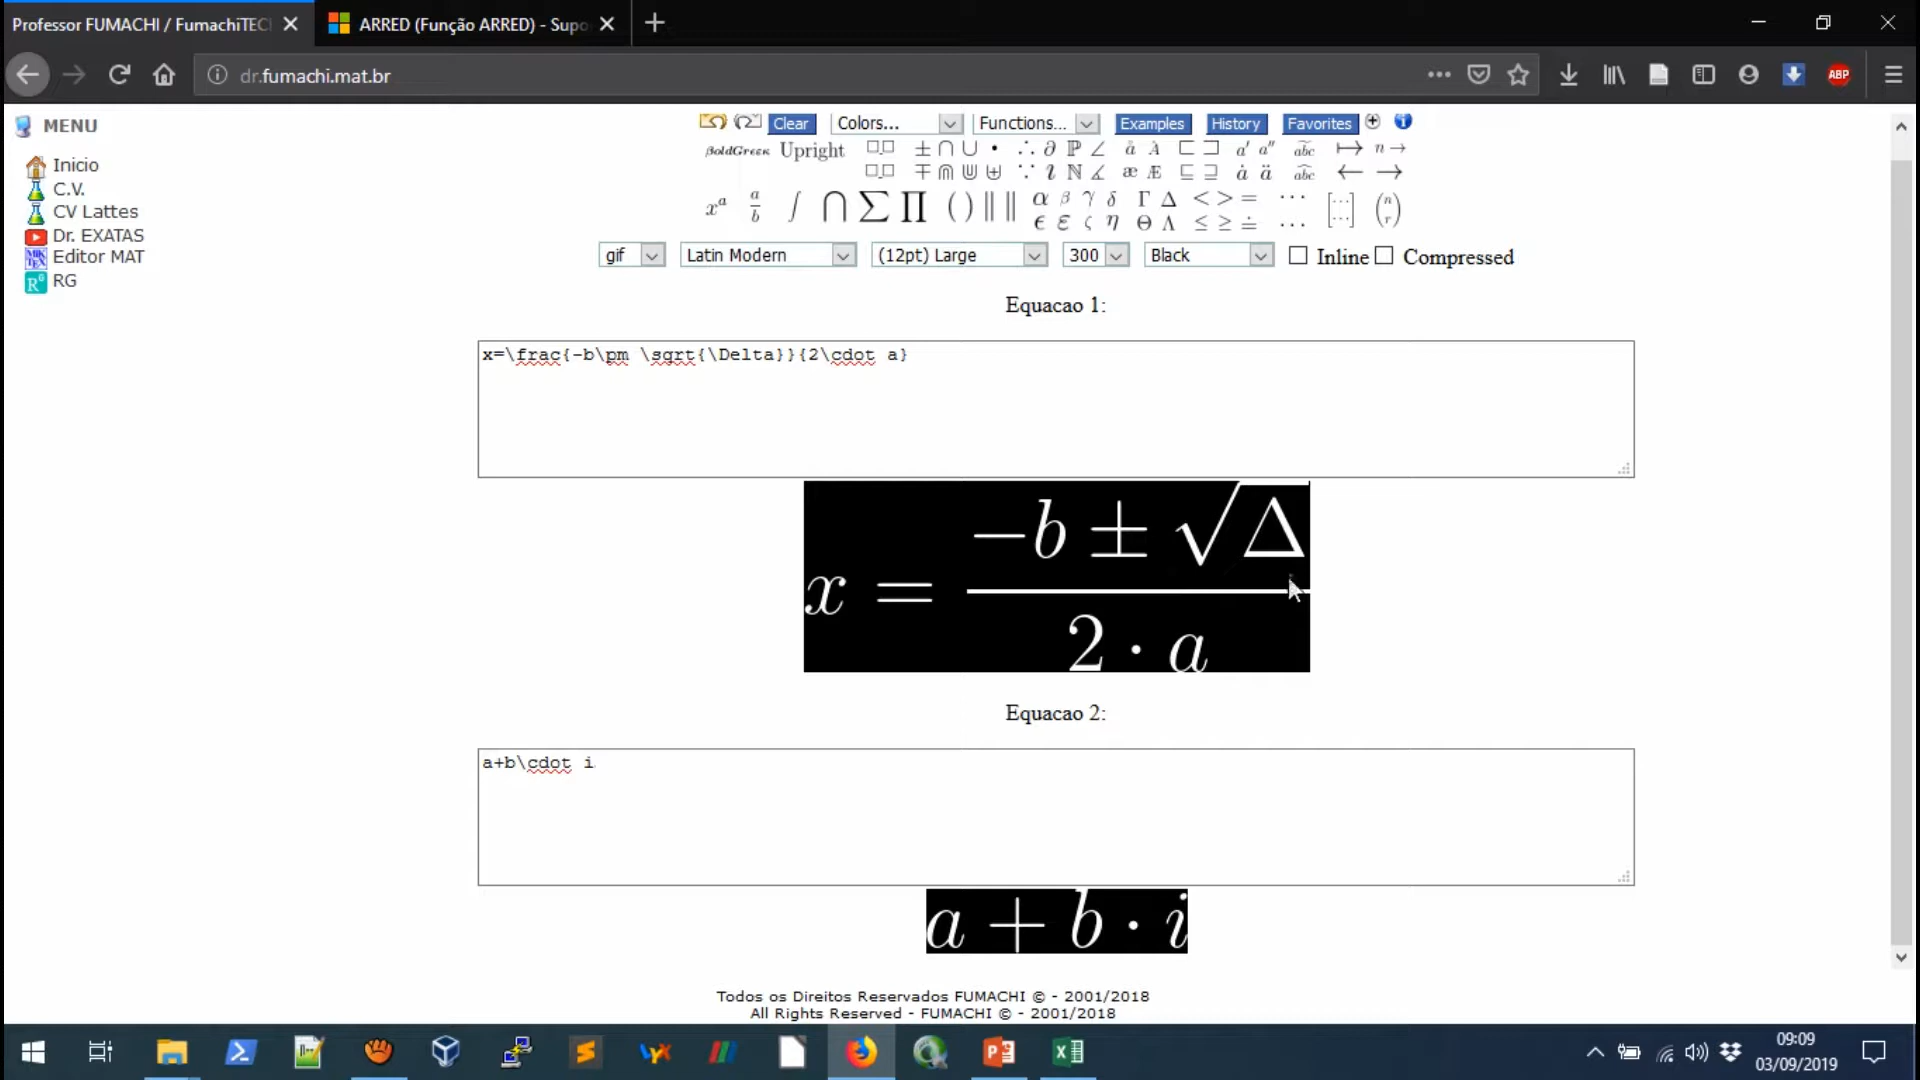 Professor FUMACHI / FumachiTEC
ARRED (Função ARRED) - Supo
dr.fumachi.mat.br
ABP
MENU
Inicio
C.V.
CV Lattes
Dr. EXATAS
Editor MAT
RG
Clear Colors... Functions... Examples History Favorites
βoldGreek Upright
gif Latin Modern (12pt) Large 300 Black Inline Compressed
Equacao 1:
x=\frac{-b\pm \sqrt{\Delta}}{2\cdot a}
x = −b ± √Δ
2 · a
Equacao 2:
a+b\cdot i
a + b · i
Todos os Direitos Reservados FUMACHI © - 2001/2018
All Rights Reserved - FUMACHI © - 2001/2018
09:09
03/09/2019